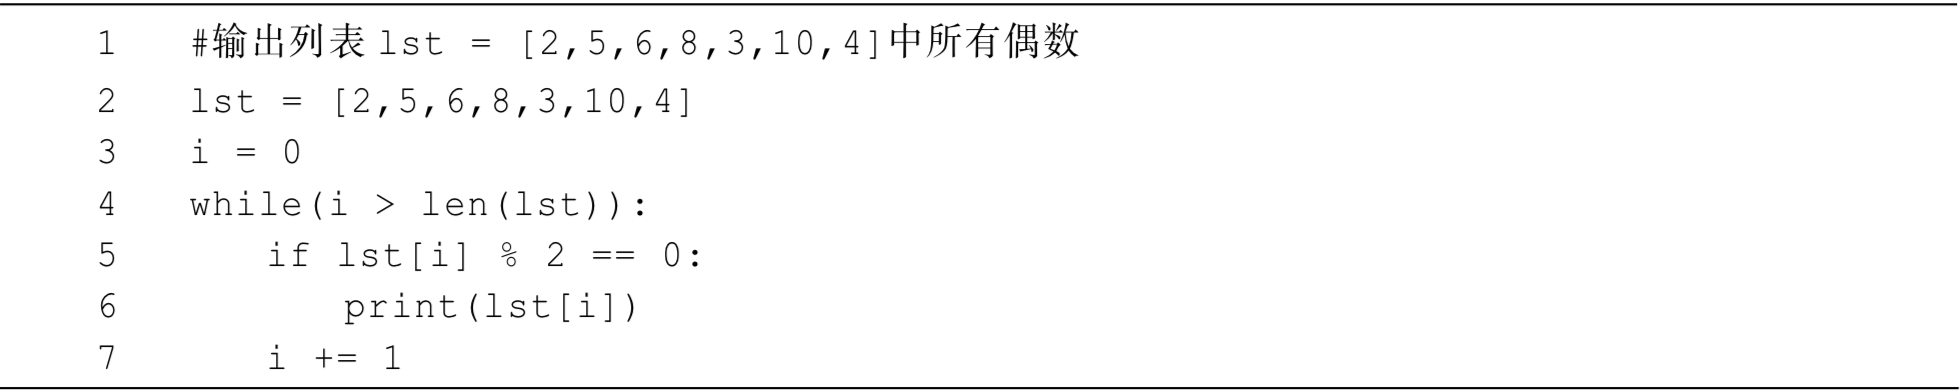 1 #输出列表 lst = [2,5,6,8,3,10,4]中所有偶数
2 lst = [2,5,6,8,3,10,4]
3 i = 0
4 while(i > len(lst)):
5     if lst[i] % 2 == 0:
6         print(lst[i])
7     i += 1